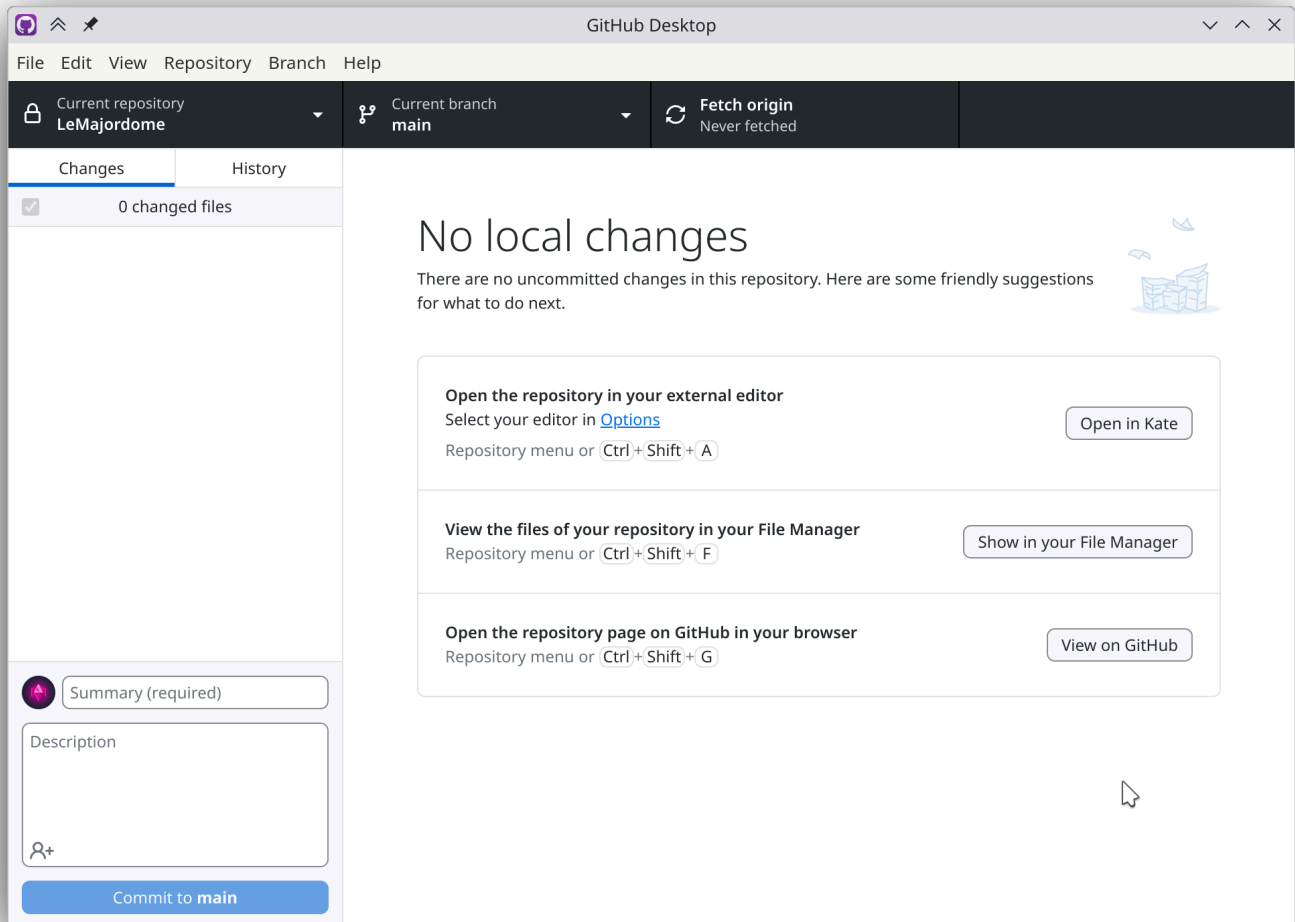 GitHub Desktop
File Edit View Repository Branch Help
Current repository
LeMajordome
Current branch
main
Fetch origin
Never fetched
Changes
History
0 changed files
No local changes
There are no uncommitted changes in this repository. Here are some friendly suggestions
for what to do next.
Open the repository in your external editor
Select your editor in Options
Repository menu or Ctrl+Shift+A
Open in Kate
View the files of your repository in your File Manager
Repository menu or Ctrl+Shift+F
Show in your File Manager
Open the repository page on GitHub in your browser
Repository menu or Ctrl+Shift+G
View on GitHub
Summary (required)
Description
Commit to main